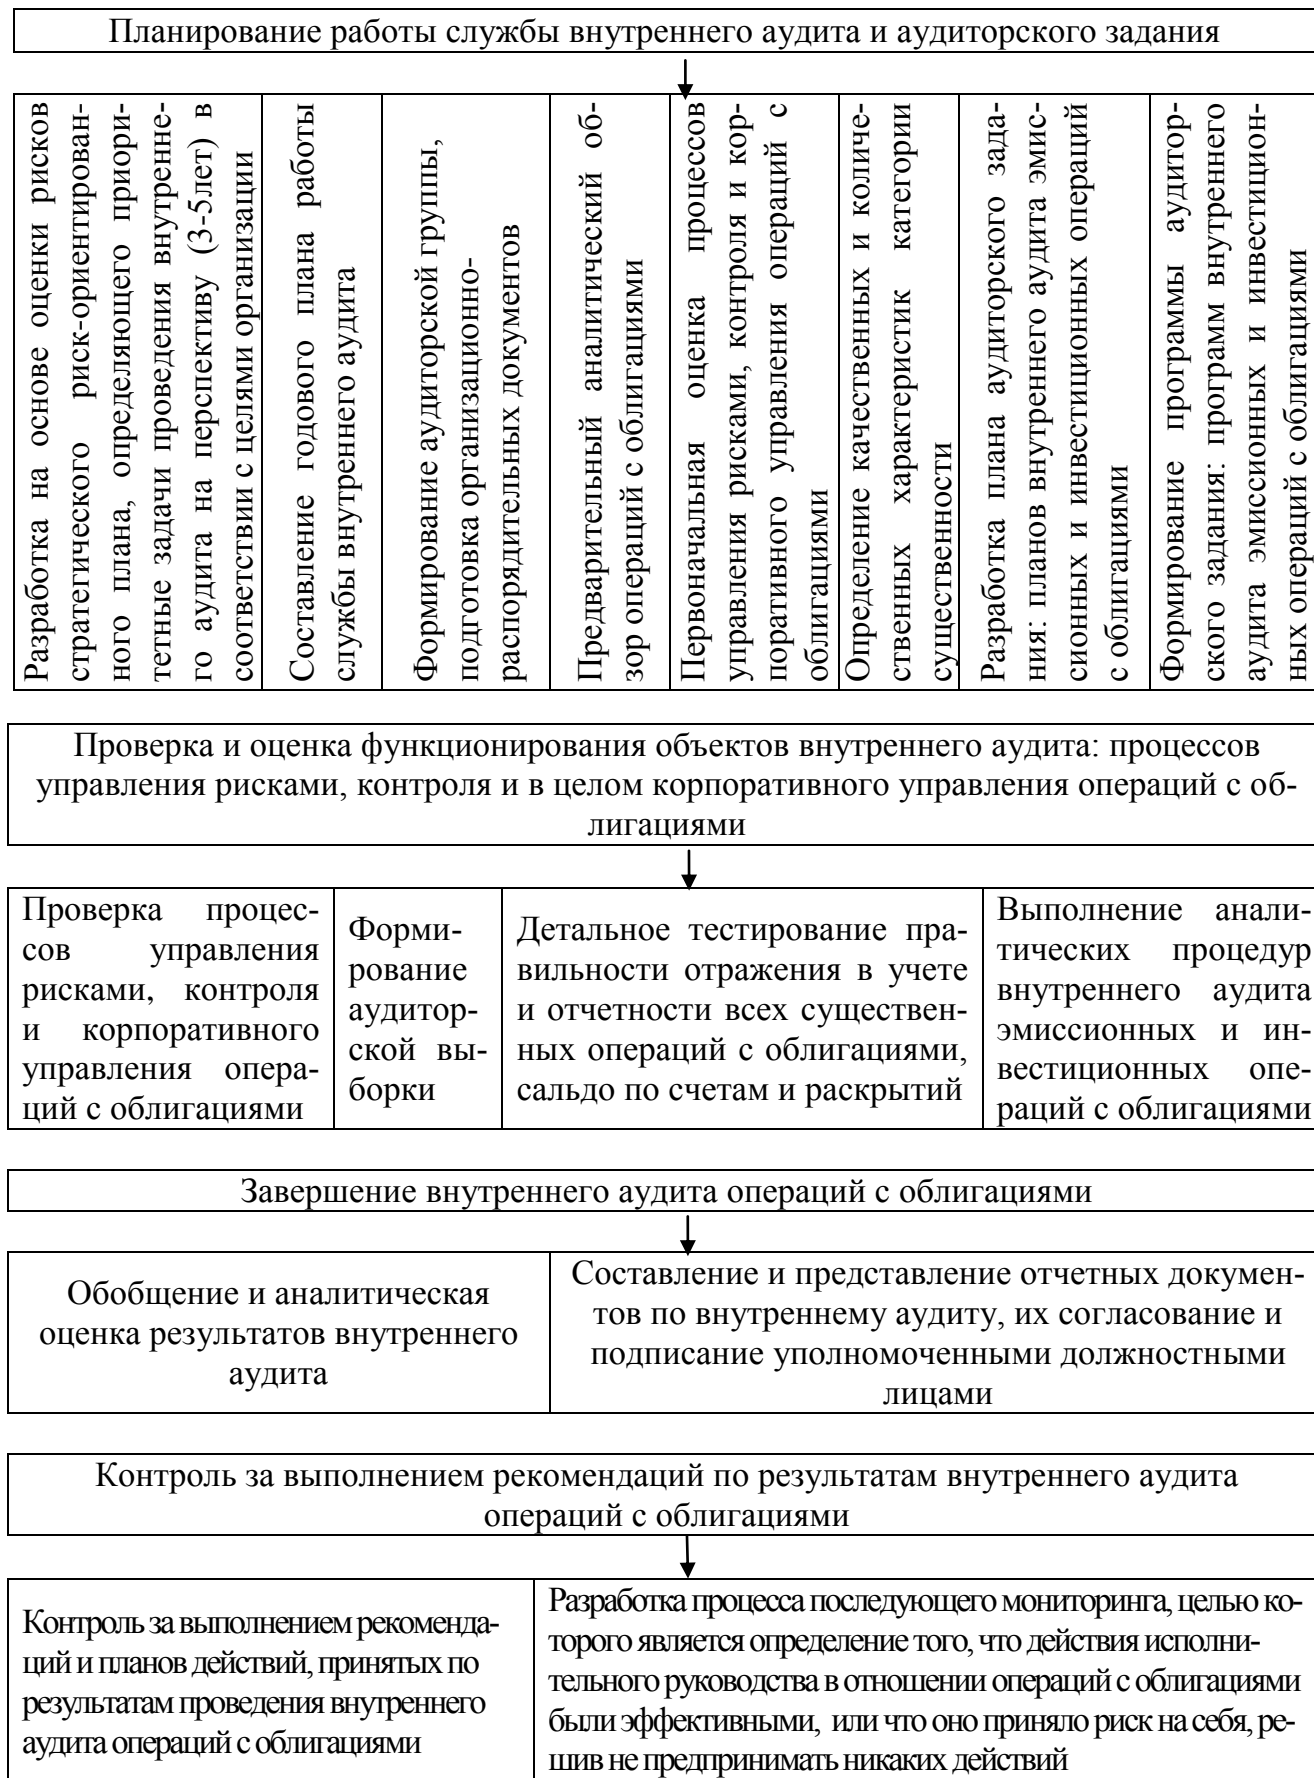 Планирование работы службы внутреннего аудита и аудиторского задания
Разработка на основе оценки рисков
стратегического риск-ориентирован-
ного плана, определяющего приори-
тетные задачи проведения внутренне-
го аудита на перспективу (3-5лет) в
соответствии с целями организации
Составление годового плана работы
службы внутреннего аудита
Формирование аудиторской группы,
подготовка организационно-
распорядительных документов
Предварительный аналитический об-
зор операций с облигациями
Первоначальная оценка процессов
управления рисками, контроля и кор-
поративного управления операций с
облигациями
Определение качественных и количе-
ственных характеристик категории
существенности
Разработка плана аудиторского зада-
ния: планов внутреннего аудита эмис-
сионных и инвестиционных операций
с облигациями
Формирование программы аудитор-
ского задания: программ внутреннего
аудита эмиссионных и инвестицион-
ных операций с облигациями
Проверка и оценка функционирования объектов внутреннего аудита: процессов
управления рисками, контроля и в целом корпоративного управления операций с об-
лигациями
Проверка процес-
сов управления
рисками, контроля
и корпоративного
управления опера-
ций с облигациями
Форми-
рование
аудитор-
ской вы-
борки
Детальное тестирование пра-
вильности отражения в учете
и отчетности всех существен-
ных операций с облигациями,
сальдо по счетам и раскрытий
Выполнение анали-
тических процедур
внутреннего аудита
эмиссионных и ин-
вестиционных опе-
раций с облигациями
Завершение внутреннего аудита операций с облигациями
Обобщение и аналитическая
оценка результатов внутреннего
аудита
Составление и представление отчетных докумен-
тов по внутреннему аудиту, их согласование и
подписание уполномоченными должностными
лицами
Контроль за выполнением рекомендаций по результатам внутреннего аудита
операций с облигациями
Контроль за выполнением рекоменда-
ций и планов действий, принятых по
результатам проведения внутреннего
аудита операций с облигациями
Разработка процесса последующего мониторинга, целью ко-
торого является определение того, что действия исполни-
тельного руководства в отношении операций с облигациями
были эффективными, или что оно приняло риск на себя, ре-
шив не предпринимать никаких действий